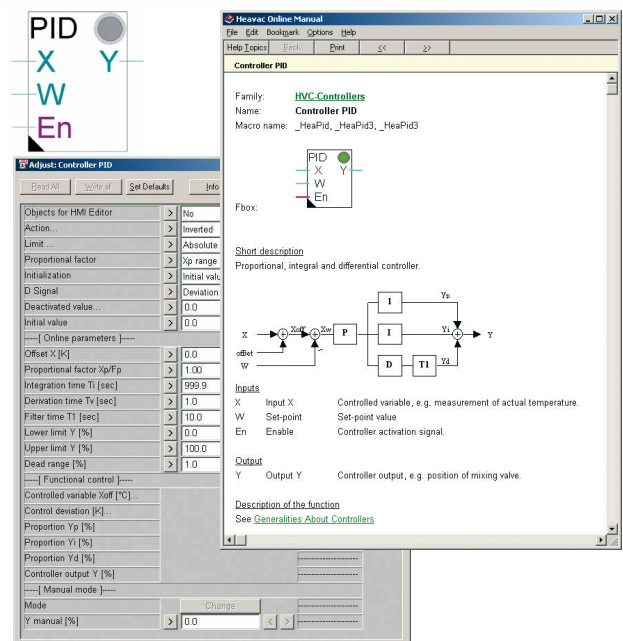 PID
X Y
W
En
Heavac Online Manual
File Edit Bookmark Options Help
Help Topics Back Print << >>
Controller PID
Family: HVC-Controllers
Name: Controller PID
Macro name: _HeaPid, _HeaPid3, _HeaPid3
PID
X Y
W
En
Fbox:
Short description
Proportional, integral and differential controller.
1 Yp
X Xoff Xw P I Yi Y
offset
W D T1 Yd
Inputs
X Input X Controlled variable, e.g. measurement of actual temperature.
W Set-point Set-point value
En Enable Controller activation signal.
Output
Y Output Y Controller output, e.g. position of mixing valve.
Description of the function
See Generalities About Controllers
Adjust: Controller PID
Read All Write all Set Defaults Info
Objects for HMI Editor > No
Action... > Inverted
Limit ... > Absolute
Proportional factor > Xp range
Initialization > Initial valu
D Signal > Deviation
Deactivated value... > 0.0
Initial value > 0.0
-----[ Online parameters ]-----
Offset X [K] > 0.0
Proportional factor Xp/Fp > 1.00
Integration time Ti [sec] > 999.9
Derivation time Tv [sec] > 1.0
Filter time T1 [sec] > 10.0
Lower limit Y [%] > 0.0
Upper limit Y [%] > 100.0
Dead range [%] > 1.0
-----[ Functional control ]-----
Controlled variable Xoff [°C]...
Control deviation [K]...
Proportion Yp [%]
Proportion Yi [%]
Proportion Yd [%]
Controller output Y [%]
-----[ Manual mode ]-----
Mode Change
Y manual [%] > 0.0 < >